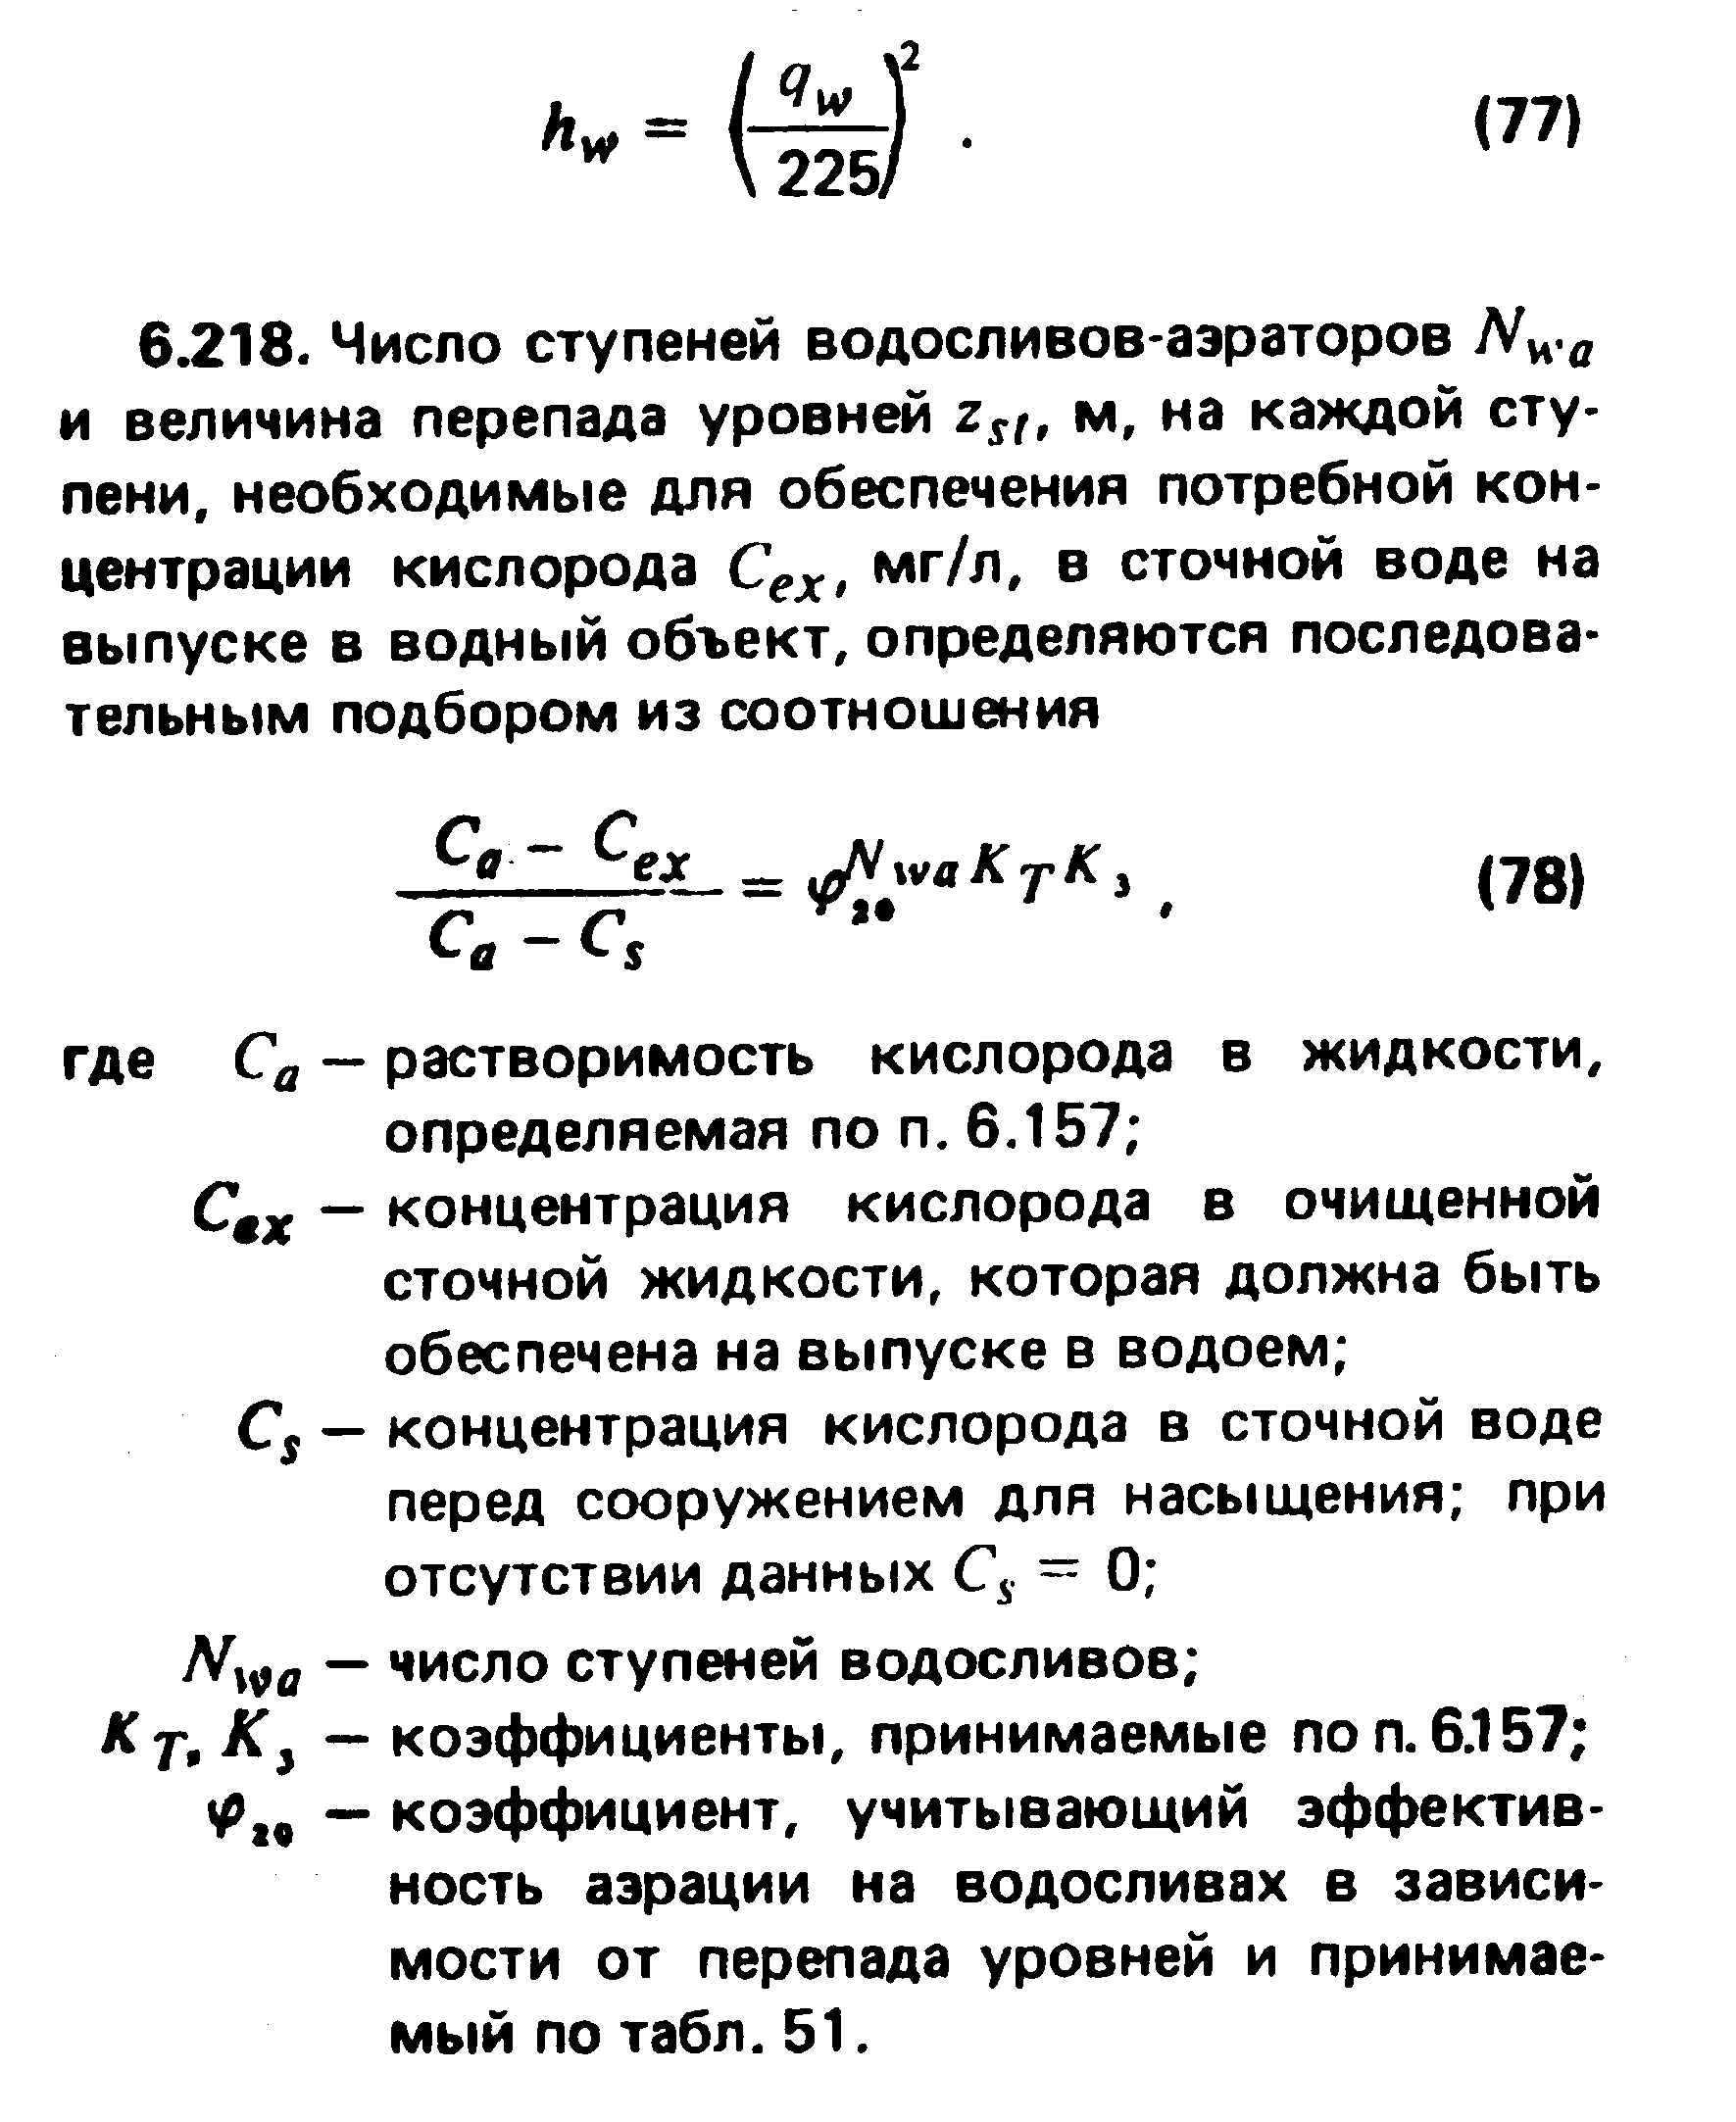 h_w = (q_w / 225)² . (77)
6.218. Число ступеней водосливов-аэраторов N_wa
и величина перепада уровней z_st, м, на каждой сту-
пени, необходимые для обеспечения потребной кон-
центрации кислорода C_ex, мг/л, в сточной воде на
выпуске в водный объект, определяются последова-
тельным подбором из соотношения
(C_a − C_ex) / (C_a − C_s) = φ_20^(N_wa K_T K_3) , (78)
где C_a — растворимость кислорода в жидкости,
определяемая по п. 6.157;
C_ex — концентрация кислорода в очищенной
сточной жидкости, которая должна быть
обеспечена на выпуске в водоем;
C_s — концентрация кислорода в сточной воде
перед сооружением для насыщения; при
отсутствии данных C_s = 0;
N_wa — число ступеней водосливов;
K_T, K_3 — коэффициенты, принимаемые по п. 6.157;
φ_20 — коэффициент, учитывающий эффектив-
ность аэрации на водосливах в зависи-
мости от перепада уровней и принимае-
мый по табл. 51.